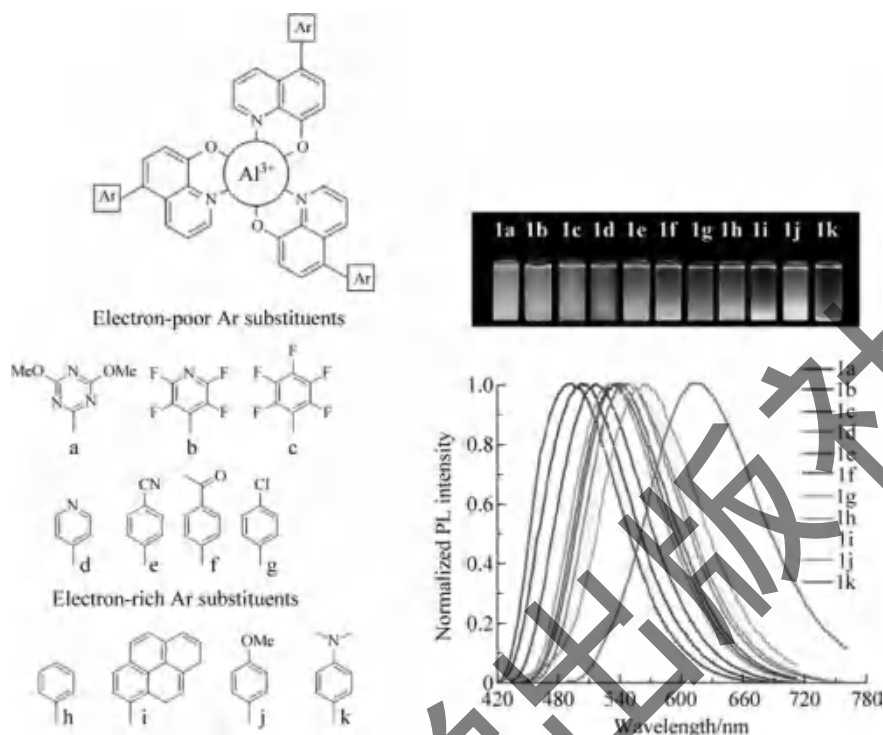 Ar
N
O
O
Al³⁺
Ar
N
N
O
Ar
Electron-poor Ar substituents
MeO
N
OMe
N
N
a
F
N
F
F
F
b
F
F
F
F
F
c
N
d
CN
e
O
f
Cl
g
Electron-rich Ar substituents
h
i
OMe
j
N
k
1a 1b 1c 1d 1e 1f 1g 1h 1i 1j 1k
Normalized PL intensity
1.0
0.8
0.6
0.4
0.2
0
420 480 540 600 660 720 780
Wavelength/nm
1a
1b
1c
1d
1e
1f
1g
1h
1i
1j
1k